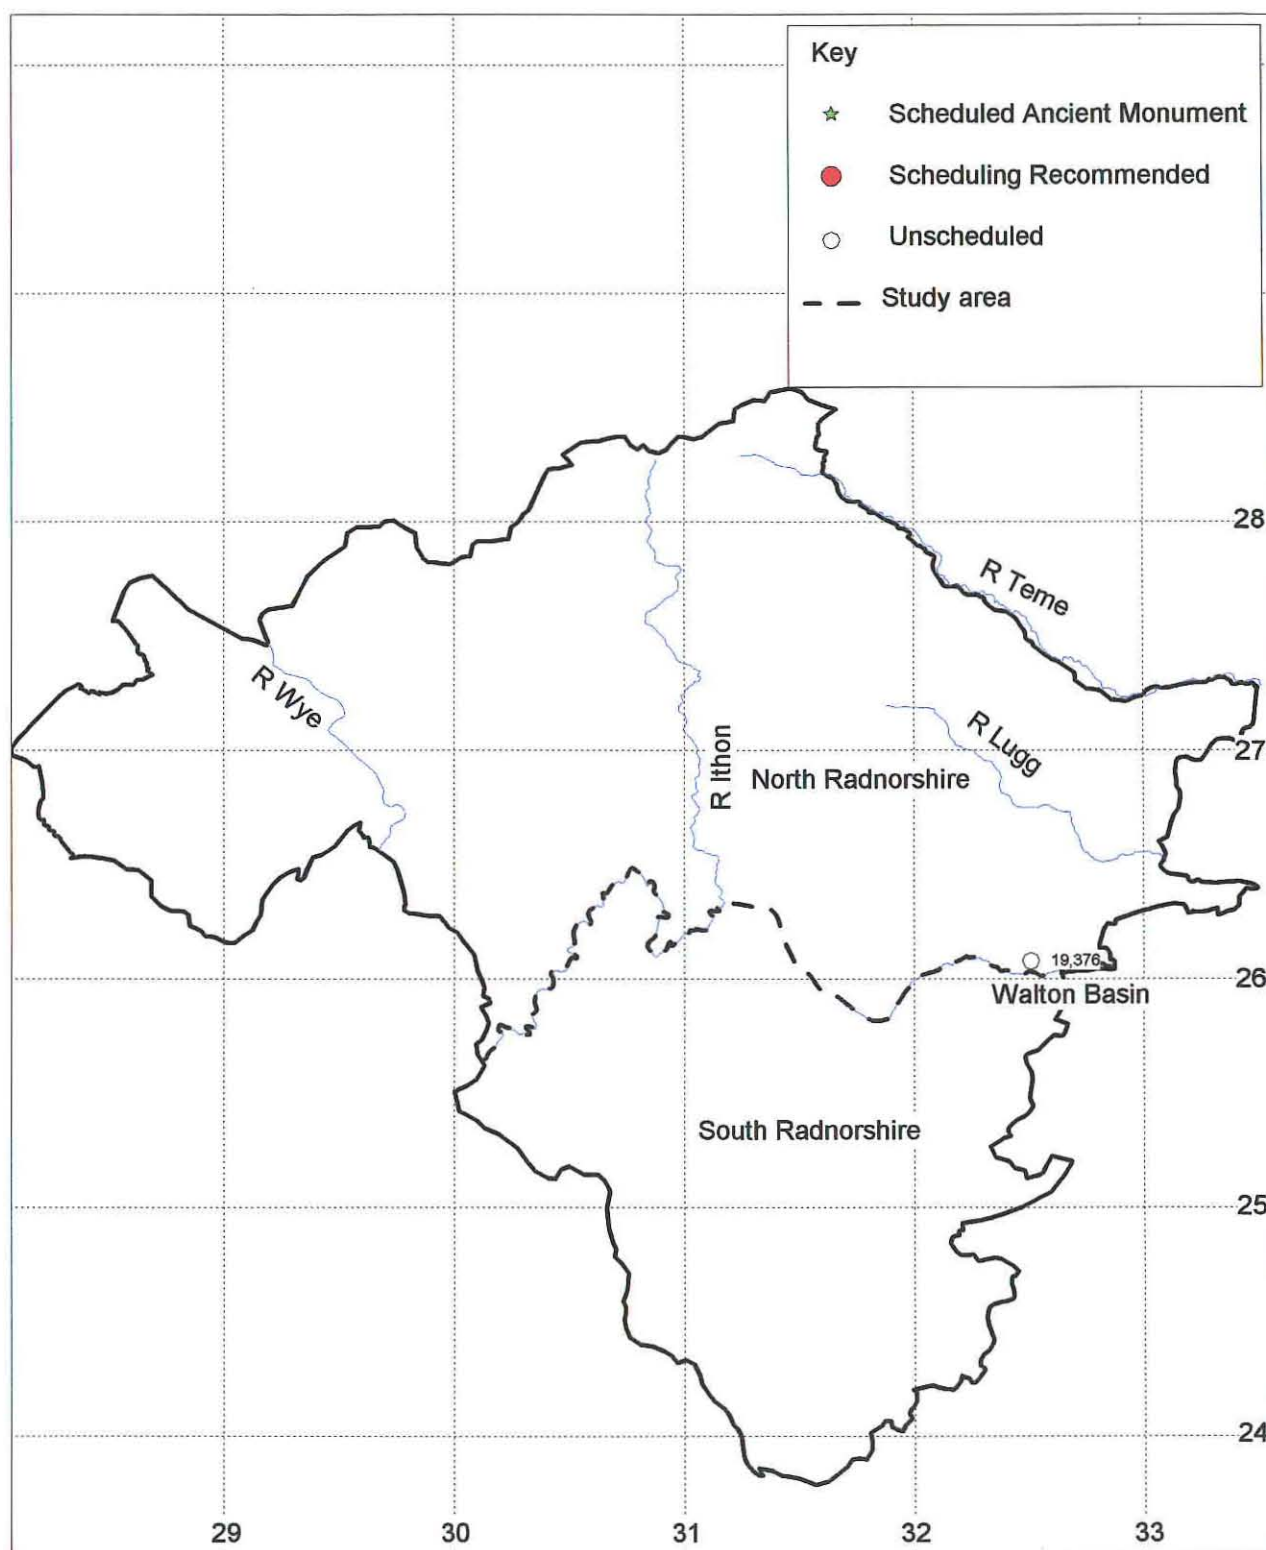 Key
Scheduled Ancient Monument
Scheduling Recommended
Unscheduled
Study area
28
R Teme
R Wye
R Ithon
R Lugg
27
North Radnorshire
19,376
26
Walton Basin
South Radnorshire
25
24
29 30 31 32 33